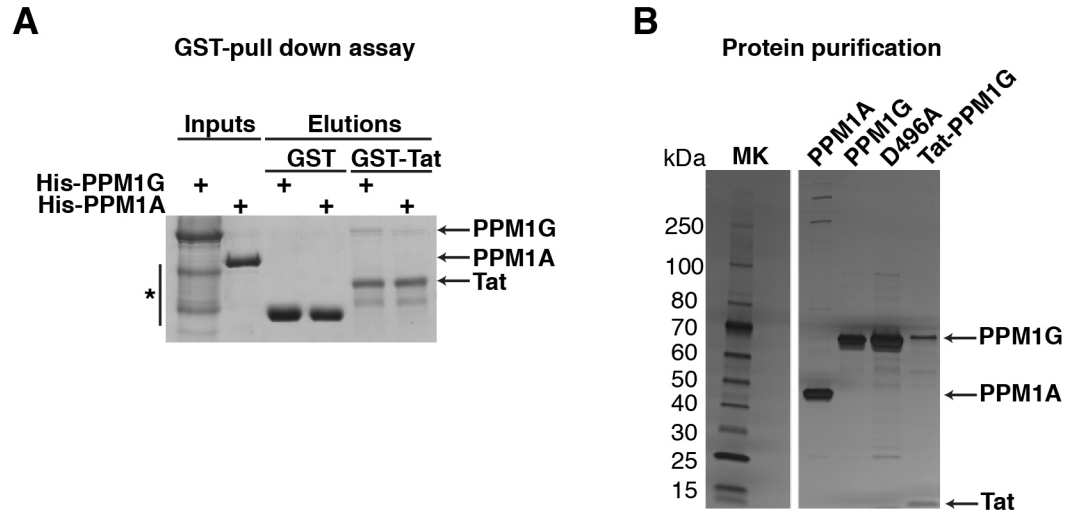 A
GST-pull down assay
Inputs
Elutions
GST
GST-Tat
His-PPM1G + + +
His-PPM1A + + +
PPM1G
PPM1A
Tat
*
B
Protein purification
kDa
MK
PPM1A
PPM1G
D496A
Tat-PPM1G
250
100
80
70
60
50
40
30
25
15
PPM1G
PPM1A
Tat